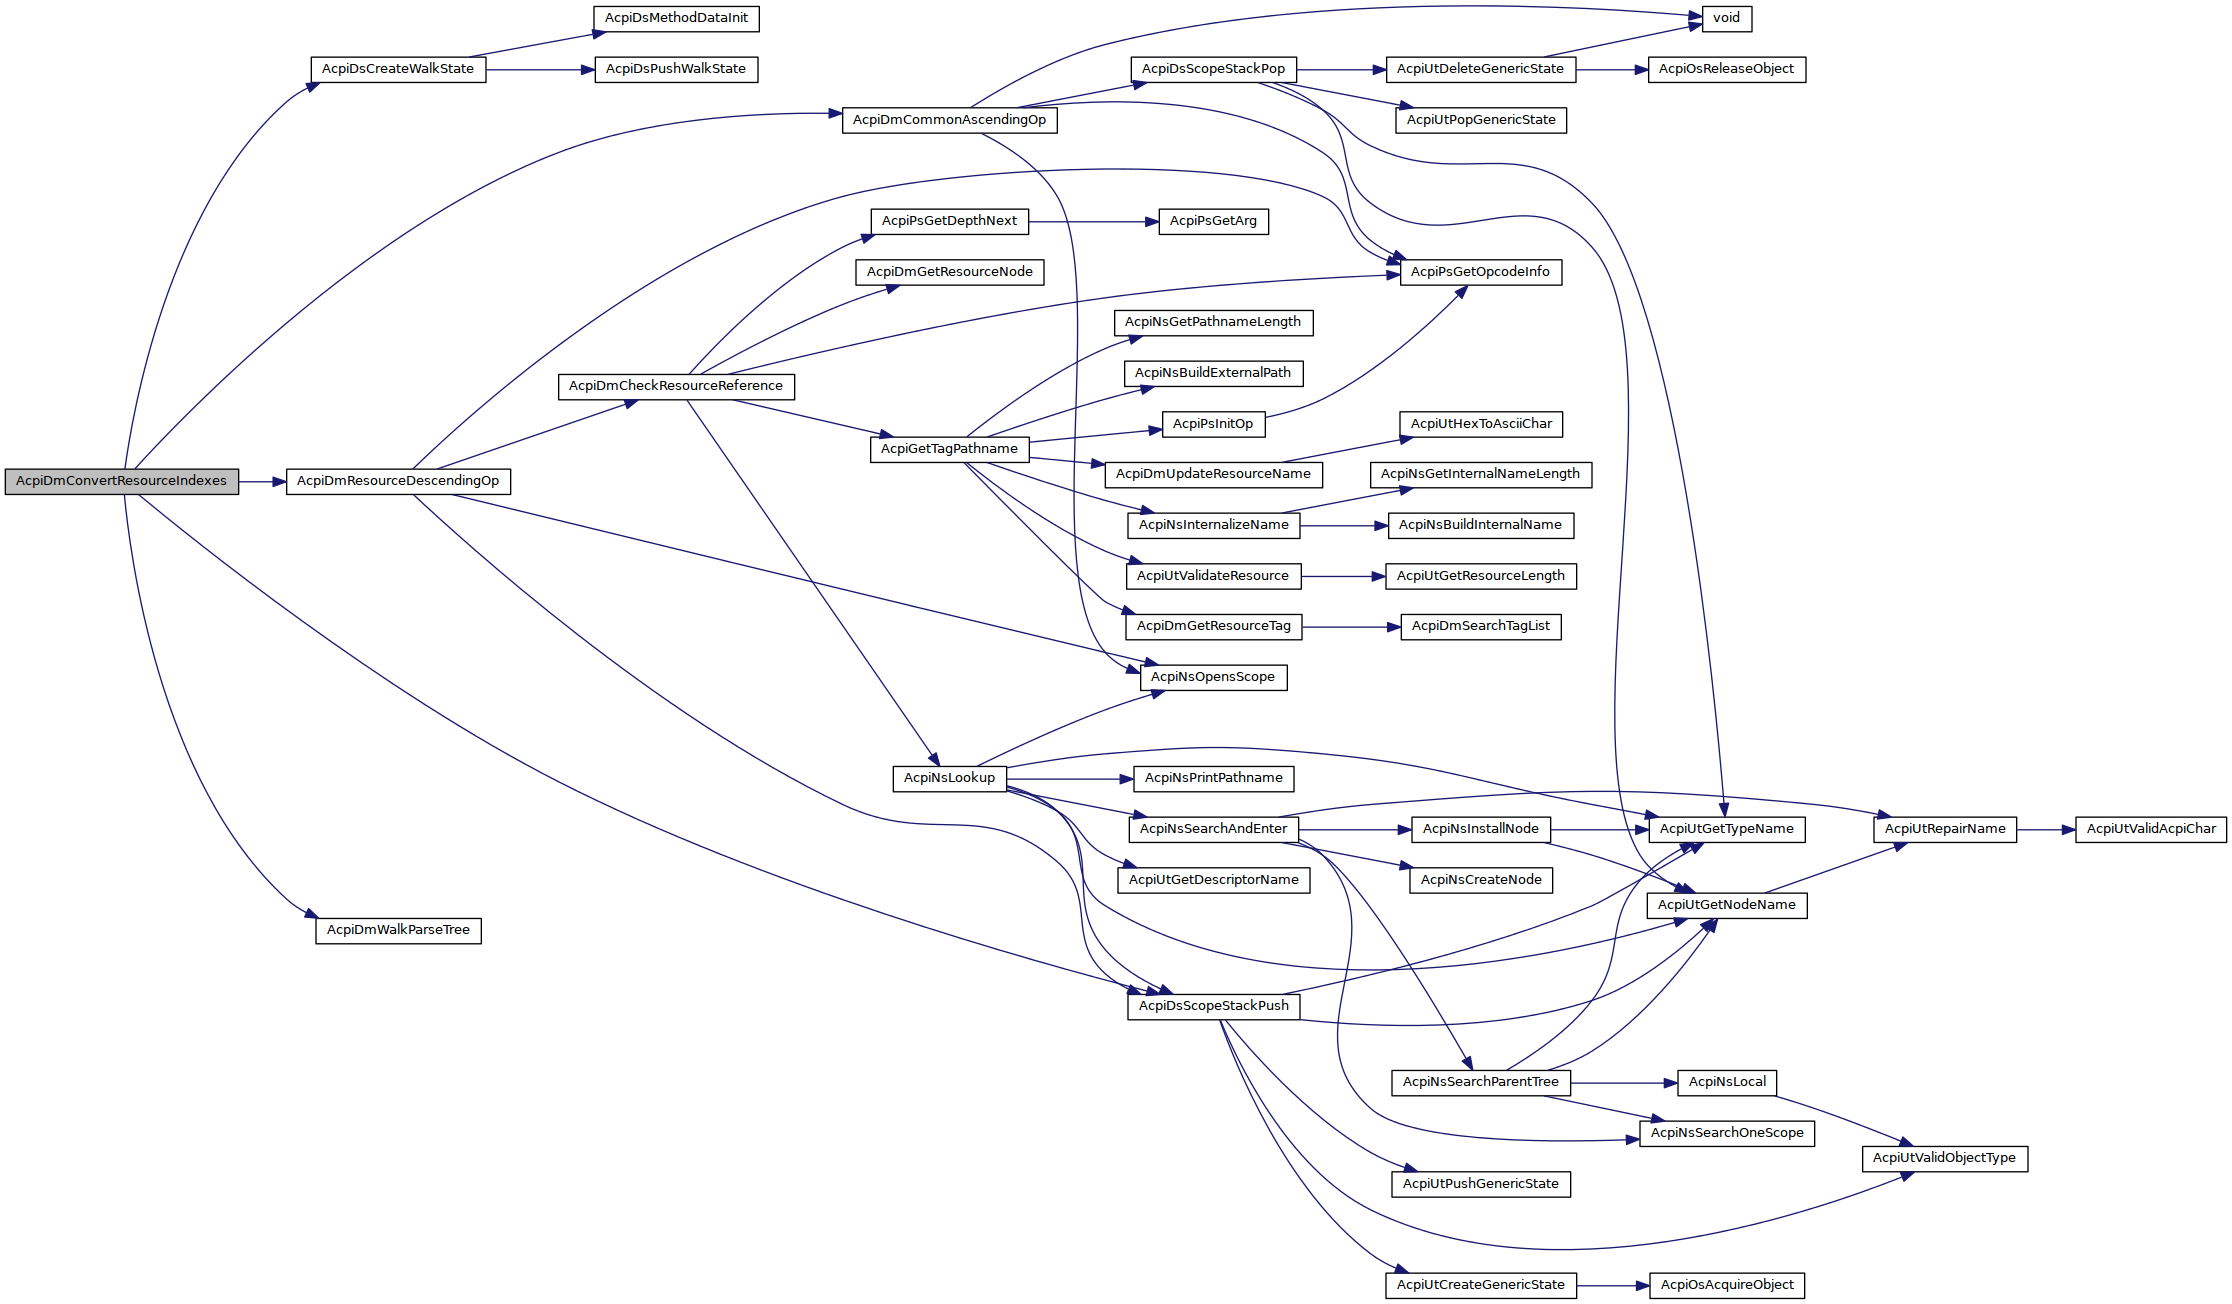 AcpiDsMethodDataInit
void
AcpiDsCreateWalkState
AcpiDsPushWalkState
AcpiDsScopeStackPop
AcpiUtDeleteGenericState
AcpiOsReleaseObject
AcpiDmCommonAscendingOp
AcpiUtPopGenericState
AcpiPsGetDepthNext
AcpiPsGetArg
AcpiDmGetResourceNode
AcpiPsGetOpcodeInfo
AcpiNsGetPathnameLength
AcpiNsBuildExternalPath
AcpiDmCheckResourceReference
AcpiPsInitOp
AcpiUtHexToAsciiChar
AcpiGetTagPathname
AcpiDmUpdateResourceName
AcpiNsGetInternalNameLength
AcpiDmConvertResourceIndexes
AcpiDmResourceDescendingOp
AcpiNsInternalizeName
AcpiNsBuildInternalName
AcpiUtValidateResource
AcpiUtGetResourceLength
AcpiDmGetResourceTag
AcpiDmSearchTagList
AcpiNsOpensScope
AcpiNsLookup
AcpiNsPrintPathname
AcpiNsSearchAndEnter
AcpiNsInstallNode
AcpiUtGetTypeName
AcpiUtRepairName
AcpiUtValidAcpiChar
AcpiUtGetDescriptorName
AcpiNsCreateNode
AcpiUtGetNodeName
AcpiDmWalkParseTree
AcpiDsScopeStackPush
AcpiNsSearchParentTree
AcpiNsLocal
AcpiNsSearchOneScope
AcpiUtValidObjectType
AcpiUtPushGenericState
AcpiUtCreateGenericState
AcpiOsAcquireObject